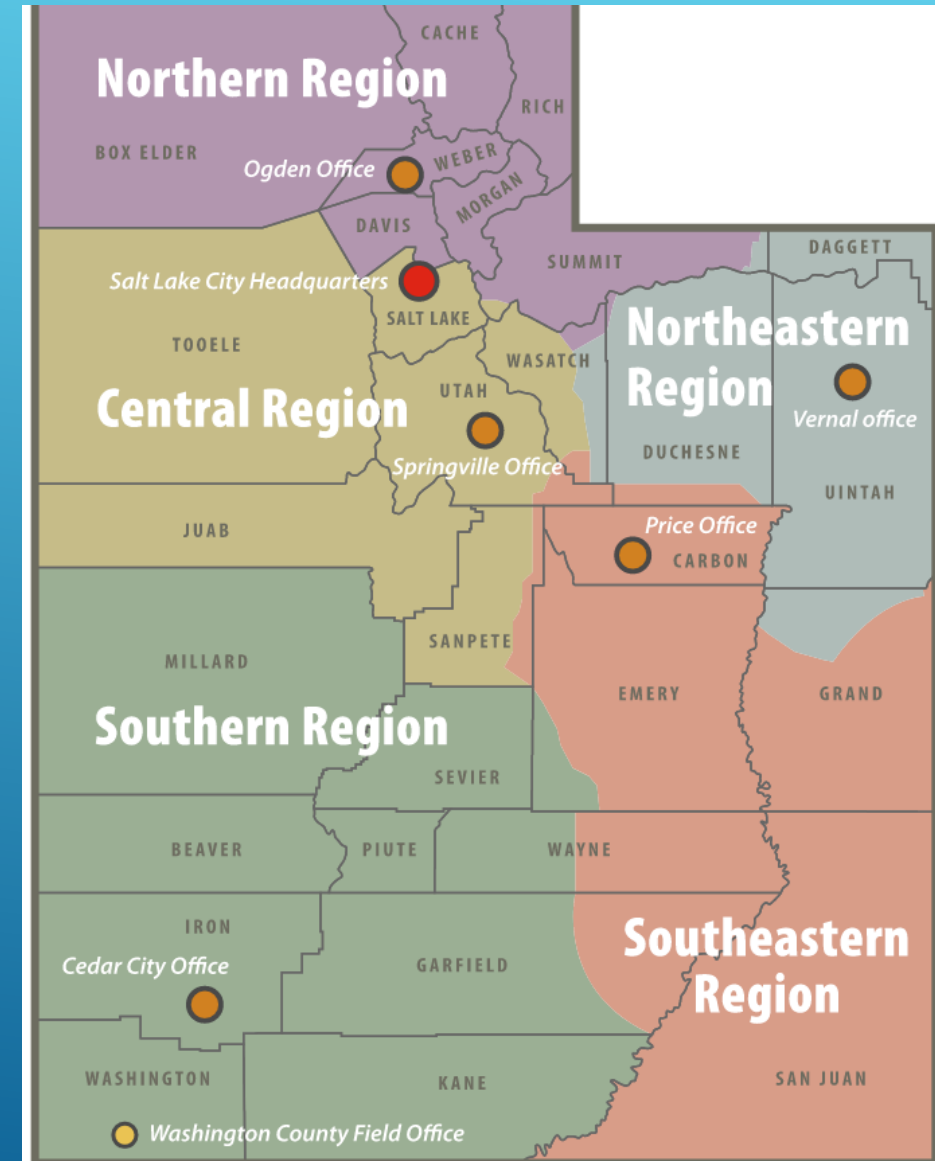 CACHE
Northern Region
RICH
BOX ELDER
WEBER
Ogden Office
MORGAN
DAVIS
DAGGETT
SUMMIT
Salt Lake City Headquarters
SALT LAKE
Northeastern
Region
TOOELE
WASATCH
UTAH
Central Region
Vernal office
DUCHESNE
Springville Office
UINTAH
JUAB
Price Office
CARBON
SANPETE
MILLARD
EMERY
GRAND
Southern Region
SEVIER
BEAVER
PIUTE
WAYNE
IRON
Southeastern
Region
Cedar City Office
GARFIELD
WASHINGTON
KANE
SAN JUAN
Washington County Field Office